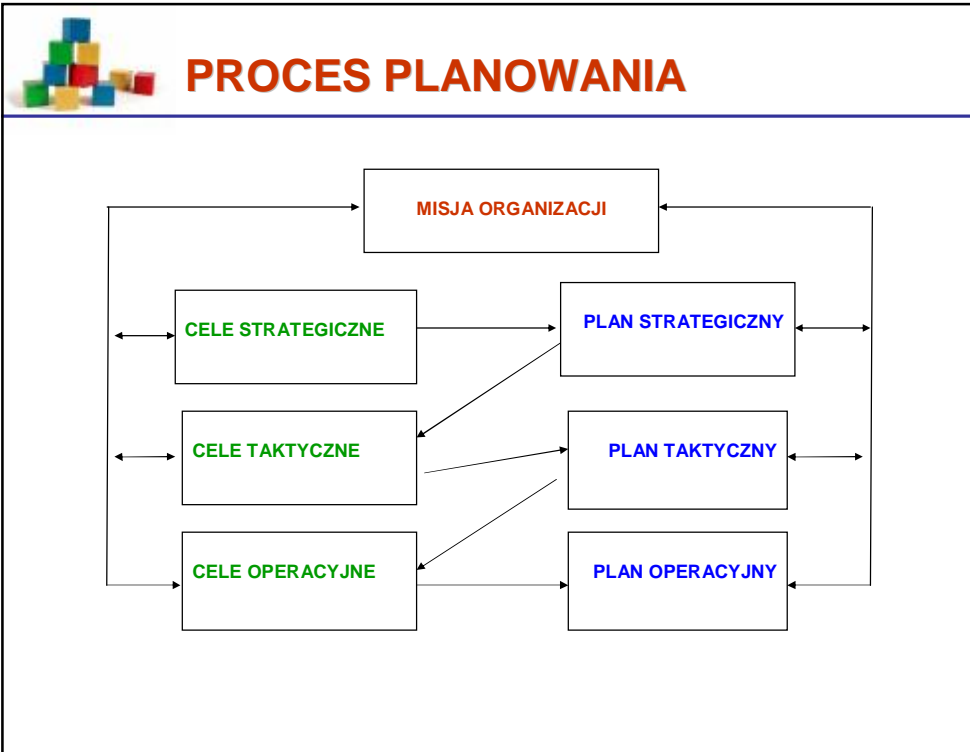 PROCES PLANOWANIA
MISJA ORGANIZACJI
CELE STRATEGICZNE
PLAN STRATEGICZNY
CELE TAKTYCZNE
PLAN TAKTYCZNY
CELE OPERACYJNE
PLAN OPERACYJNY